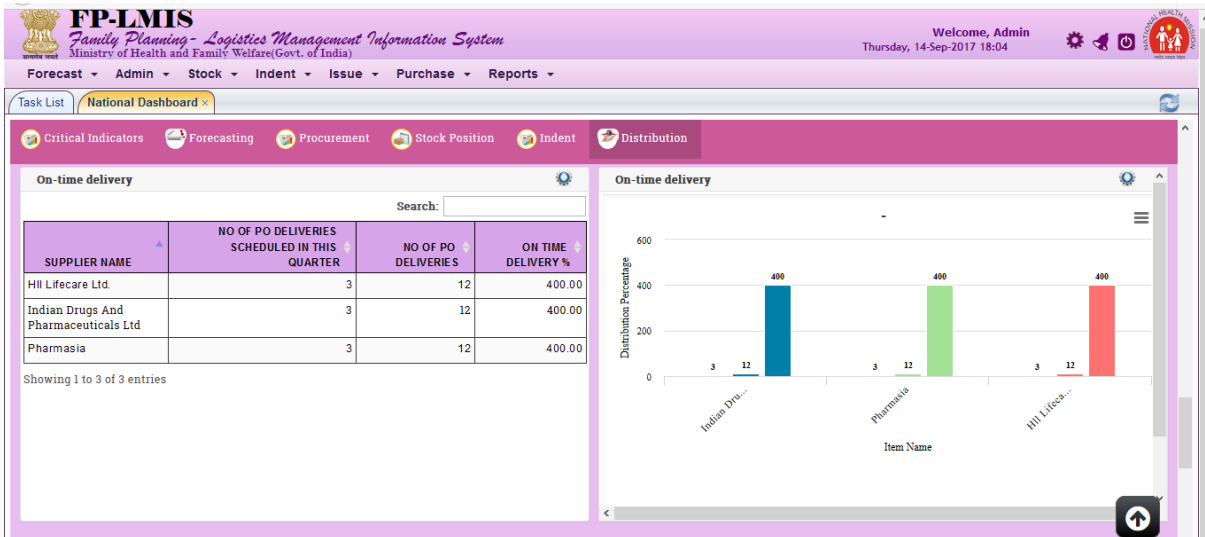 FP-LMIS
Family Planning- Logistics Management Information System
Ministry of Health and Family Welfare(Govt. of India)
Welcome, Admin
Thursday, 14-Sep-2017 18:04
सत्यमेव जयते
NATIONAL HEALTH MISSION
Forecast Admin Stock Indent Issue Purchase Reports
Task List National Dashboard ×
Critical Indicators Forecasting Procurement Stock Position Indent Distribution
On-time delivery
Search:
SUPPLIER NAME NO OF PO DELIVERIES SCHEDULED IN THIS QUARTER NO OF PO DELIVERIES ON TIME DELIVERY %
Hll Lifecare Ltd. 3 12 400.00
Indian Drugs And
Pharmaceuticals Ltd 3 12 400.00
Pharmasia 3 12 400.00
Showing 1 to 3 of 3 entries
On-time delivery
-
Distribution Percentage
600
400
200
0
3 12 400
3 12 400
3 12 400
Indian Dru...
Pharmasia
Hll Lifeca...
Item Name